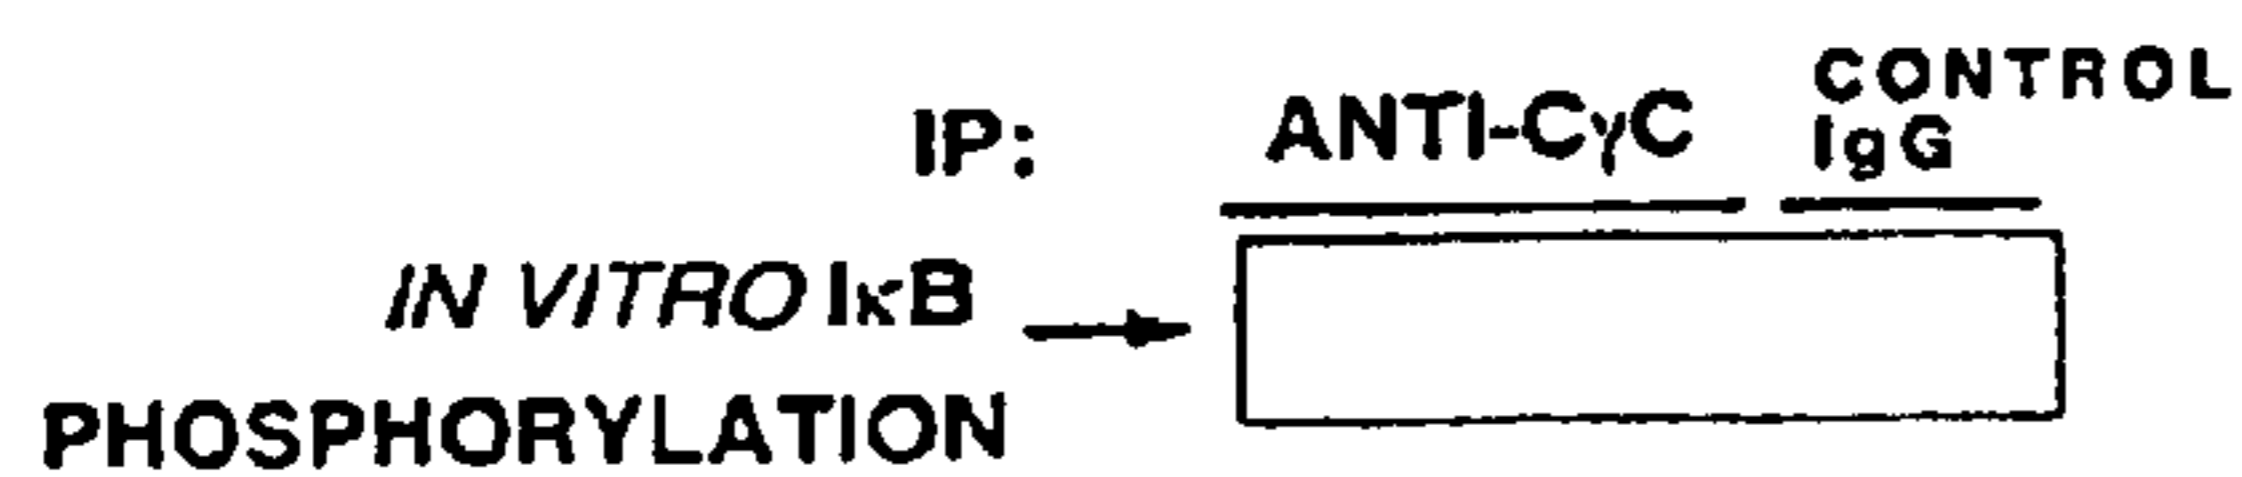 CONTROL
IP: ANTI-CγC IgG
IN VITRO IκB
PHOSPHORYLATION